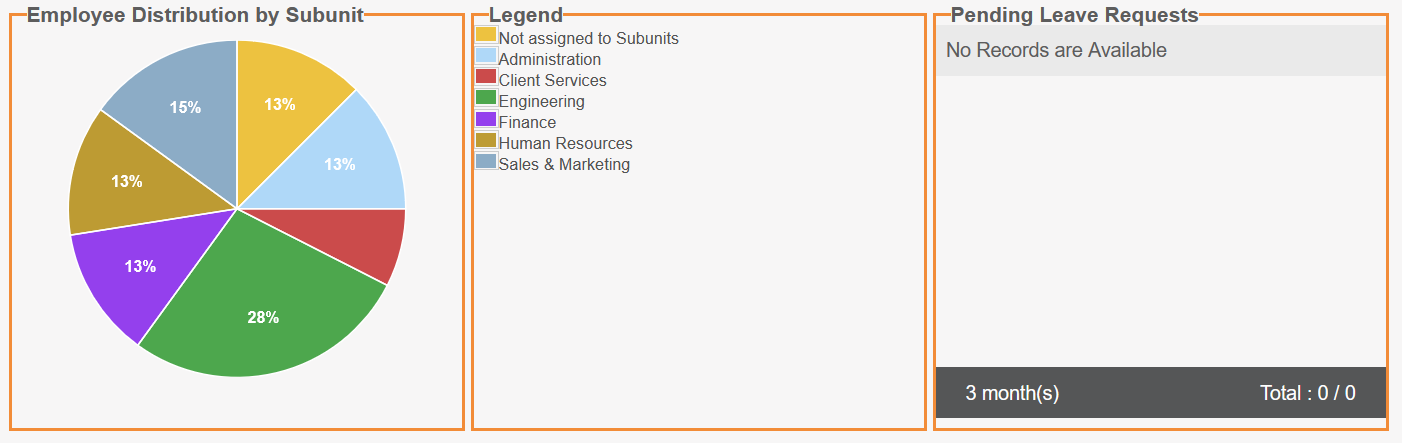 Employee Distribution by Subunit
15%
13%
13%
13%
13%
28%
Legend
Not assigned to Subunits
Administration
Client Services
Engineering
Finance
Human Resources
Sales & Marketing
Pending Leave Requests
No Records are Available
3 month(s)
Total : 0 / 0